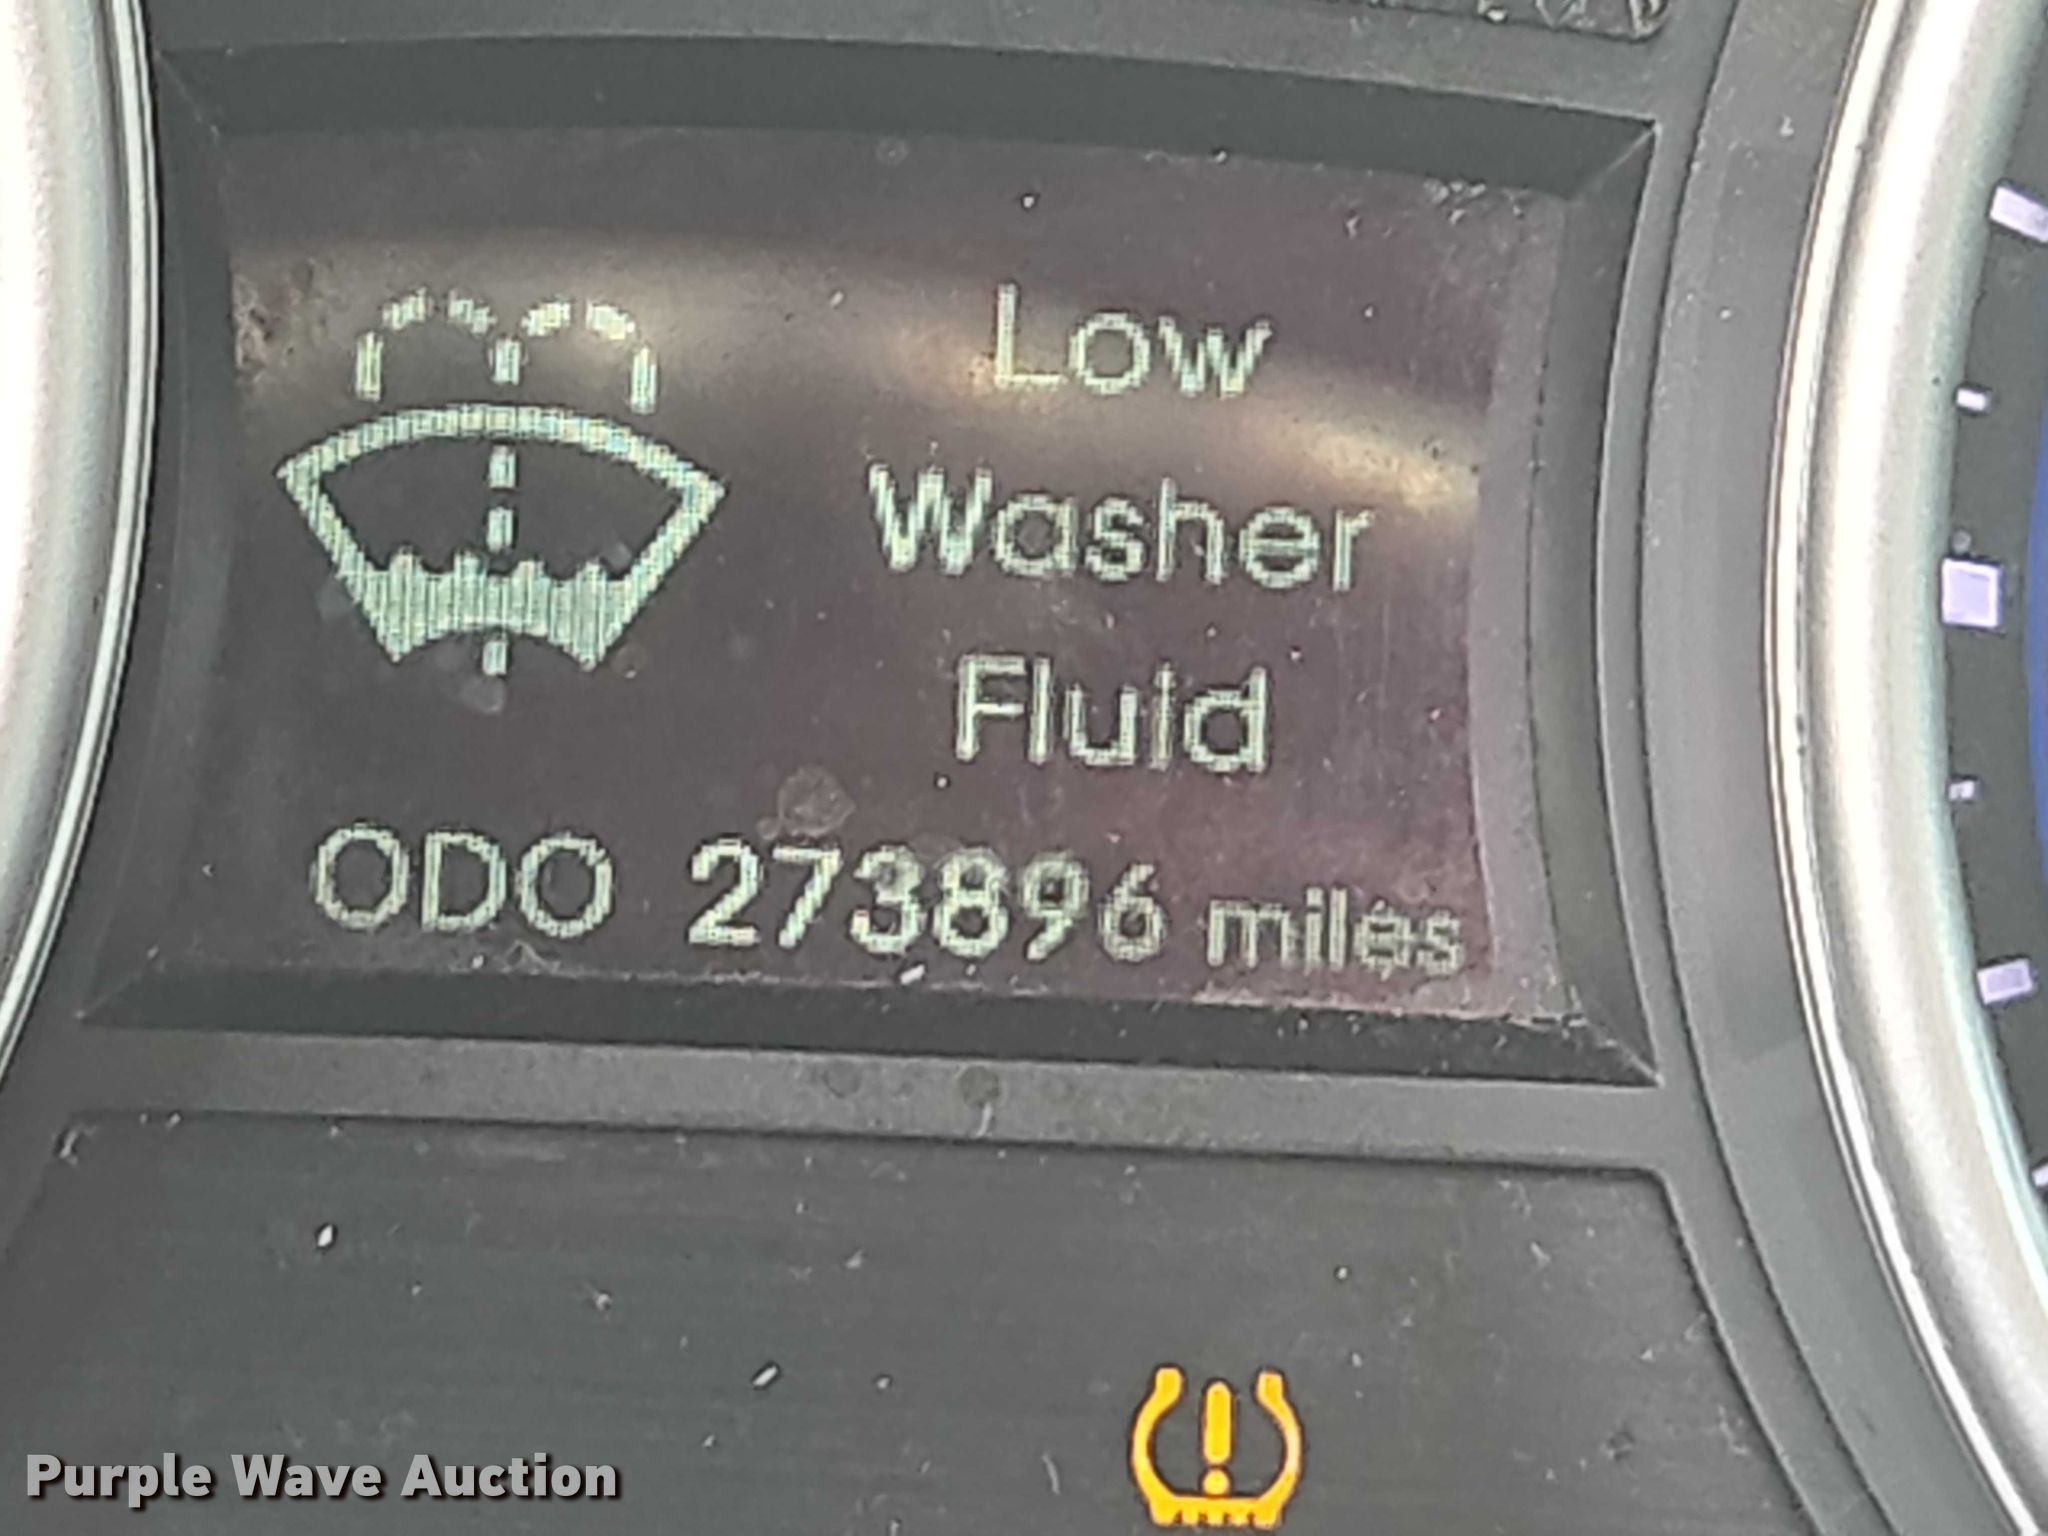 Low
Washer
Fluid
ODO 273896 miles
Purple Wave Auction